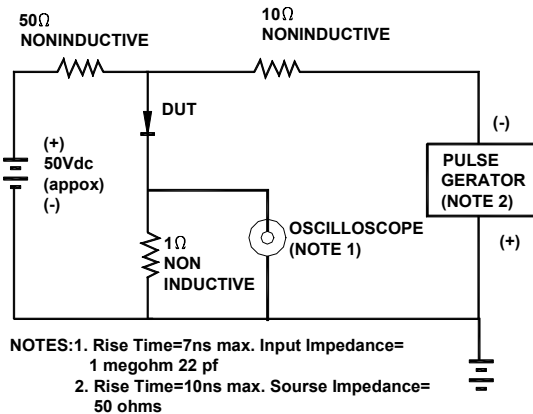 50Ω
NONINDUCTIVE
10Ω
NONINDUCTIVE
DUT
(+)
50Vdc
(appox)
(-)
(-)
PULSE
GERATOR
(NOTE 2)
(+)
OSCILLOSCOPE
(NOTE 1)
1Ω
NON
INDUCTIVE
NOTES:1. Rise Time=7ns max. Input Impedance=
1 megohm 22 pf
2. Rise Time=10ns max. Sourse Impedance=
50 ohms